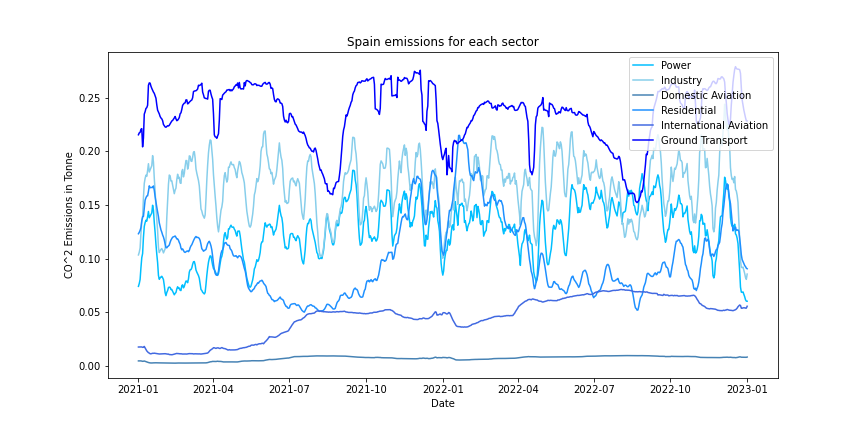 Spain emissions for each sector
Power
Industry
Domestic Aviation
Residential
International Aviation
Ground Transport
CO^2 Emissions in Tonne
0.25
0.20
0.15
0.10
0.05
0.00
2021-01 2021-04 2021-07 2021-10 2022-01 2022-04 2022-07 2022-10 2023-01
Date